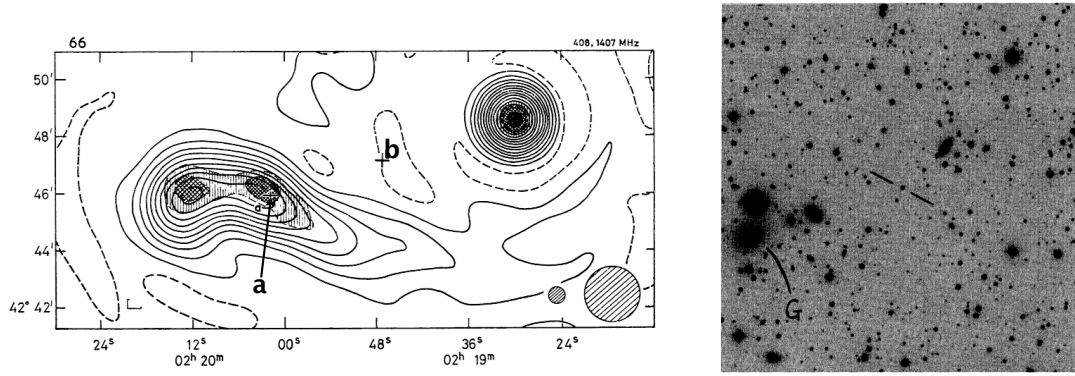 66
408, 1407 MHz
50'
48'
46'
44'
42° 42'
b
d
a
24ˢ
12ˢ
00ˢ
48ˢ
36ˢ
24ˢ
02ʰ 20ᵐ
02ʰ 19ᵐ
G